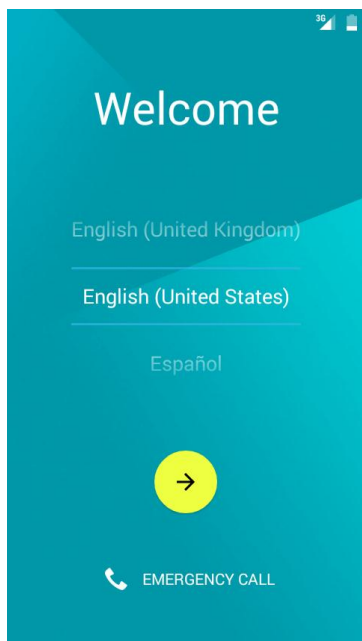 3G
Welcome
English (United Kingdom)
English (United States)
Español
EMERGENCY CALL